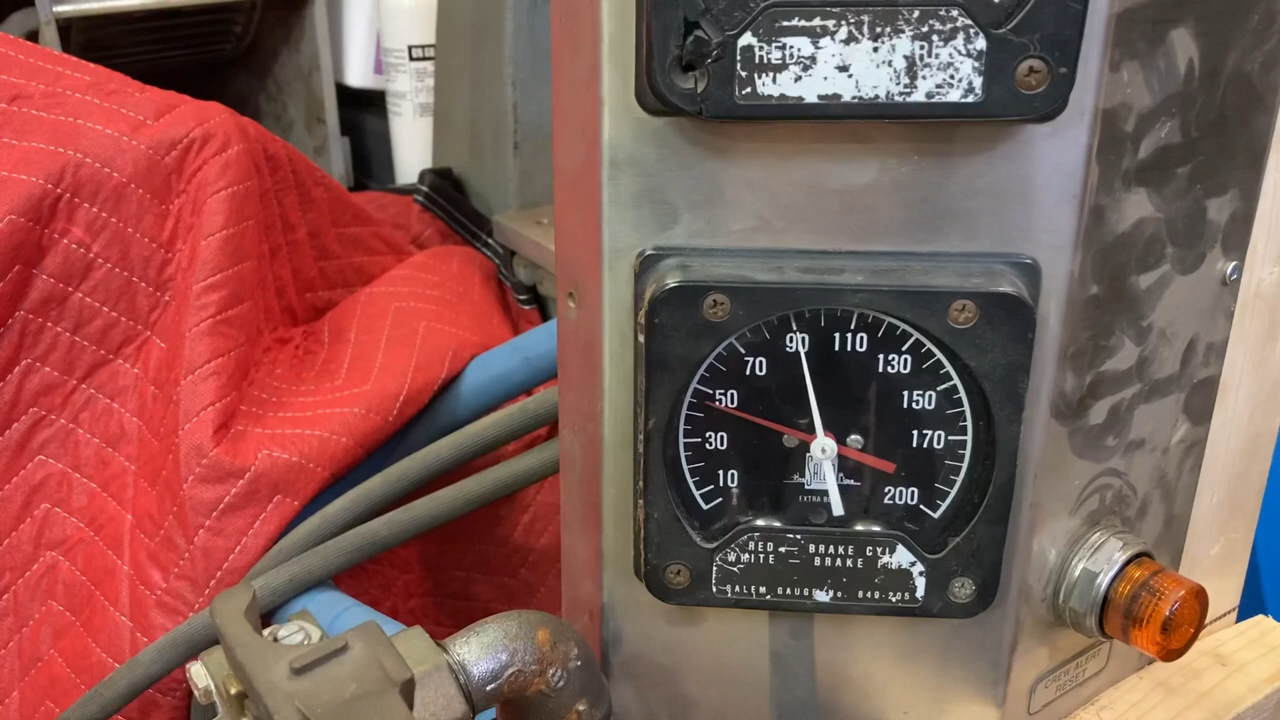 RED
90
110
70
130
50
150
30
170
10
200
EXTRA
RED — BRAKE CYL
WHITE — BRAKE PI
SALEM GAUGE No. 849-205
CREW ALERT
RESET